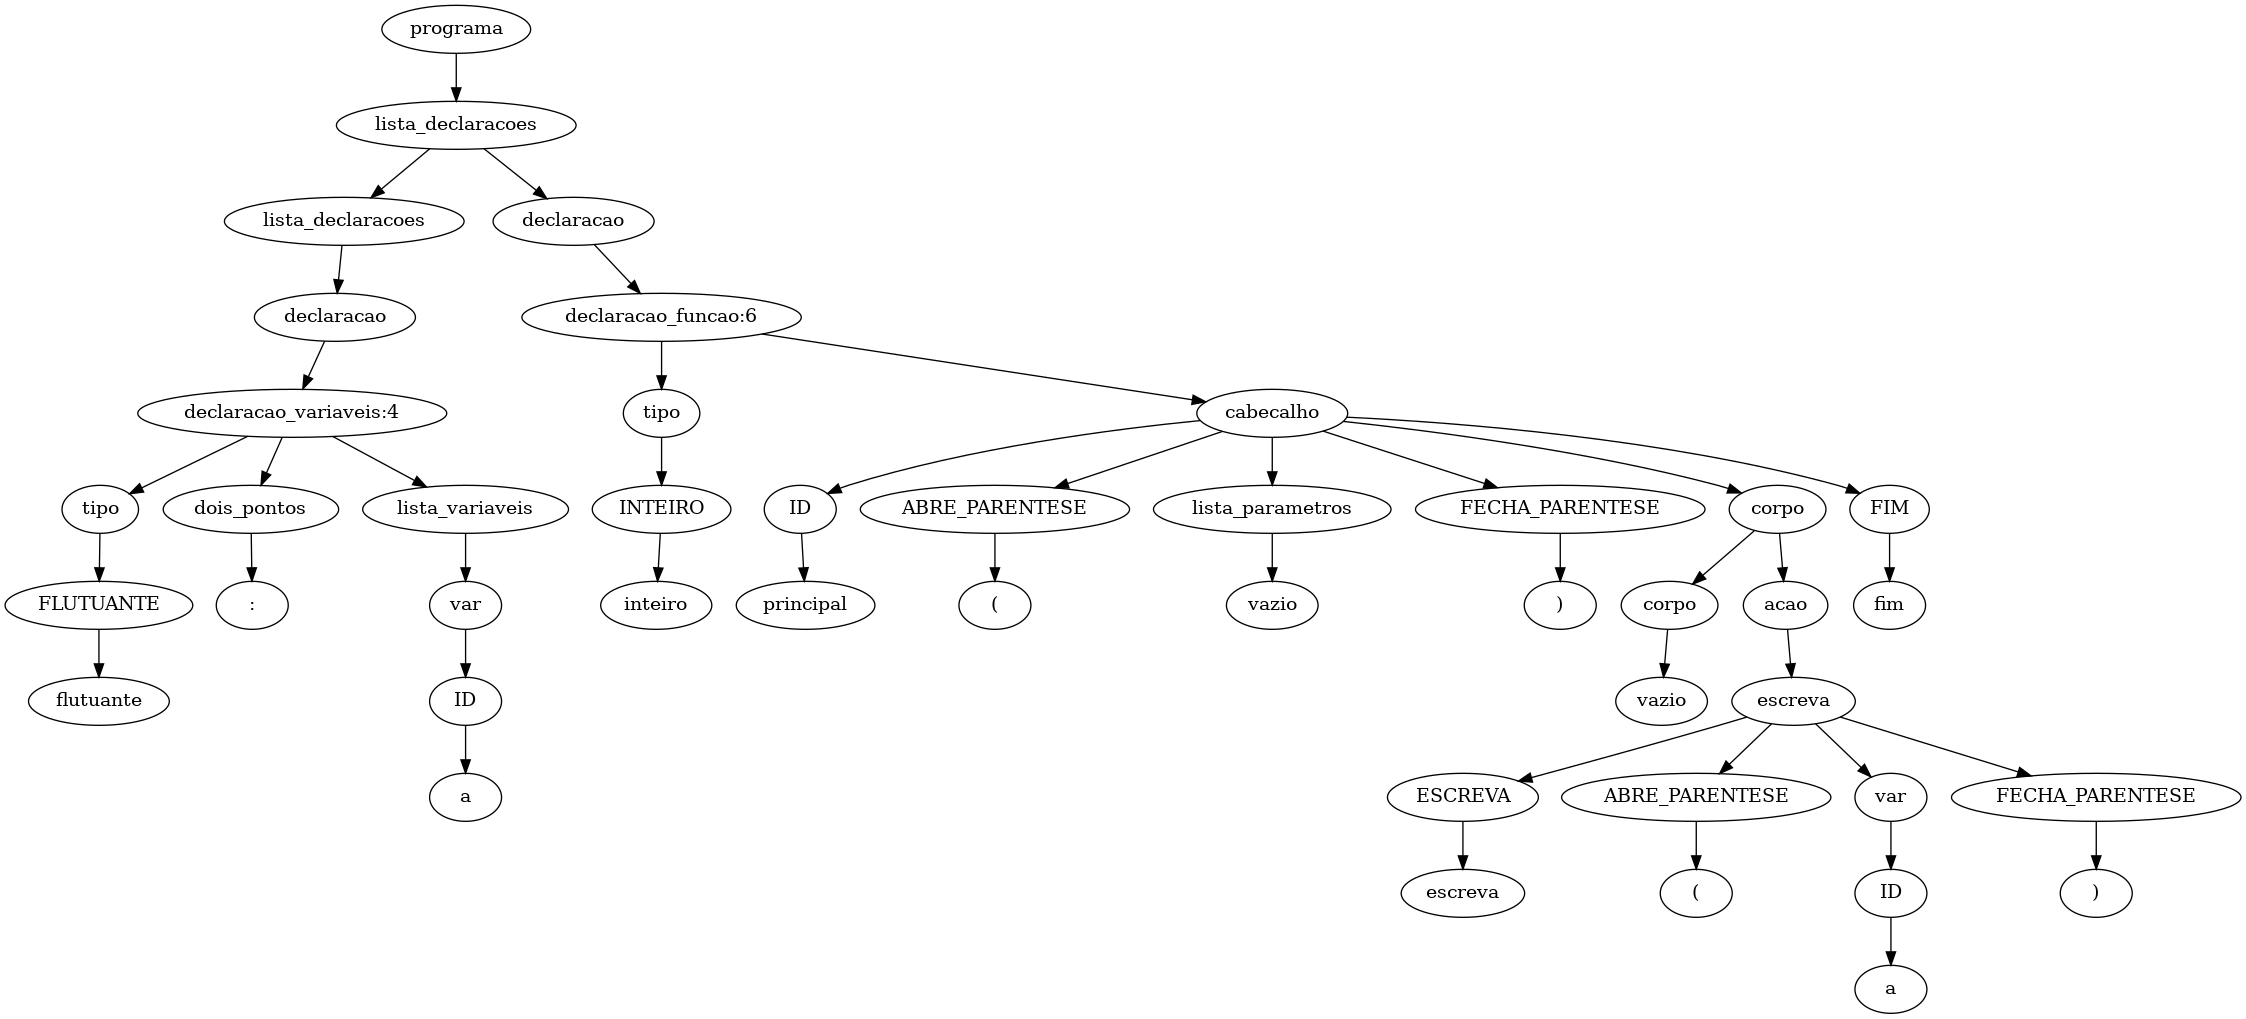 programa
lista_declaracoes
lista_declaracoes declaracao
declaracao declaracao_funcao:6
declaracao_variaveis:4 tipo cabecalho
tipo dois_pontos lista_variaveis INTEIRO ID ABRE_PARENTESE lista_parametros FECHA_PARENTESE corpo FIM
FLUTUANTE : var inteiro principal ( vazio ) corpo acao fim
flutuante ID vazio escreva
a ESCREVA ABRE_PARENTESE var FECHA_PARENTESE
escreva ( ID )
a